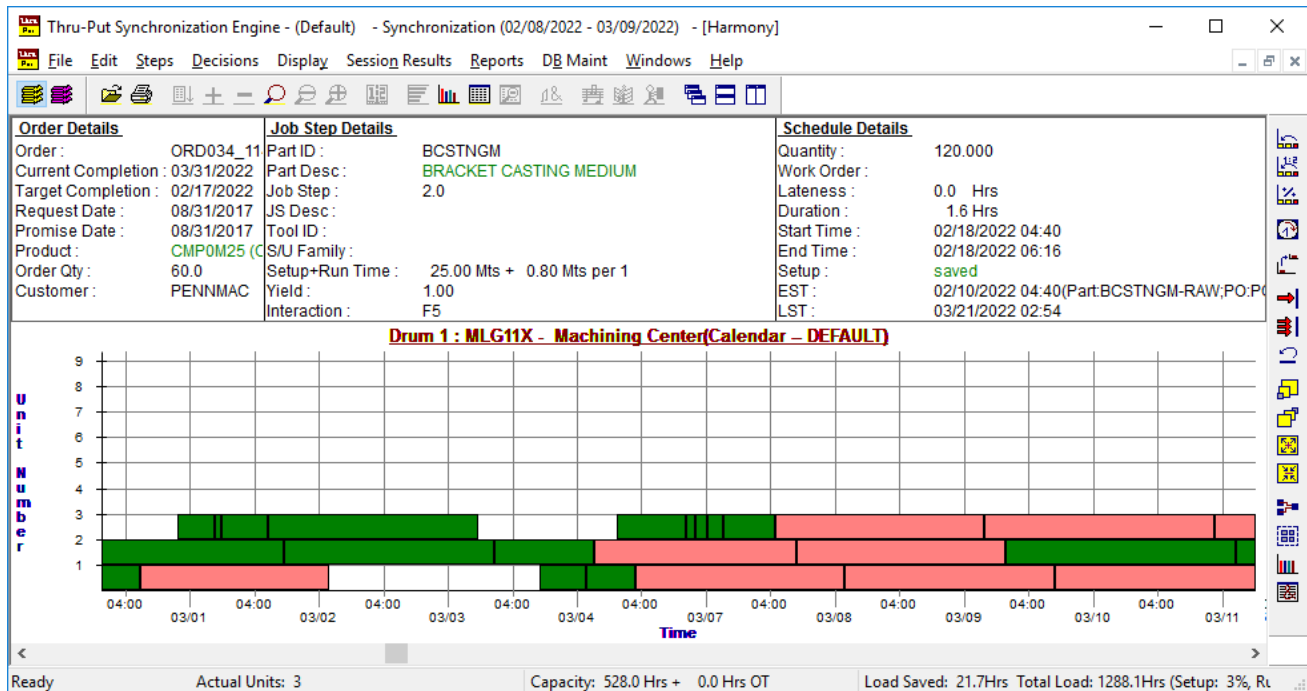 Thru-Put Synchronization Engine - (Default) - Synchronization (02/08/2022 - 03/09/2022) - [Harmony]
File Edit Steps Decisions Display Session Results Reports DB Maint Windows Help
Order Details
Order : ORD034_11
Current Completion : 03/31/2022
Target Completion : 02/17/2022
Request Date : 08/31/2017
Promise Date : 08/31/2017
Product : CMP0M25 (C
Order Qty : 60.0
Customer : PENNMAC
Job Step Details
Part ID : BCSTNGM
Part Desc : BRACKET CASTING MEDIUM
Job Step : 2.0
JS Desc :
Tool ID :
S/U Family :
Setup+Run Time : 25.00 Mts + 0.80 Mts per 1
Yield : 1.00
Interaction : F5
Schedule Details
Quantity : 120.000
Work Order :
Lateness : 0.0 Hrs
Duration : 1.6 Hrs
Start Time : 02/18/2022 04:40
End Time : 02/18/2022 06:16
Setup : saved
EST : 02/10/2022 04:40(Part:BCSTNGM-RAW;PO:P
LST : 03/21/2022 02:54
Drum 1 : MLG11X - Machining Center(Calendar – DEFAULT)
Unit Number
9
8
7
6
5
4
3
2
1
04:00 04:00 04:00 04:00 04:00 04:00 04:00 04:00 04:00
03/01 03/02 03/03 03/04 03/07 03/08 03/09 03/10 03/11
Time
Ready Actual Units: 3 Capacity: 528.0 Hrs + 0.0 Hrs OT Load Saved: 21.7Hrs Total Load: 1288.1Hrs (Setup: 3%, Ru